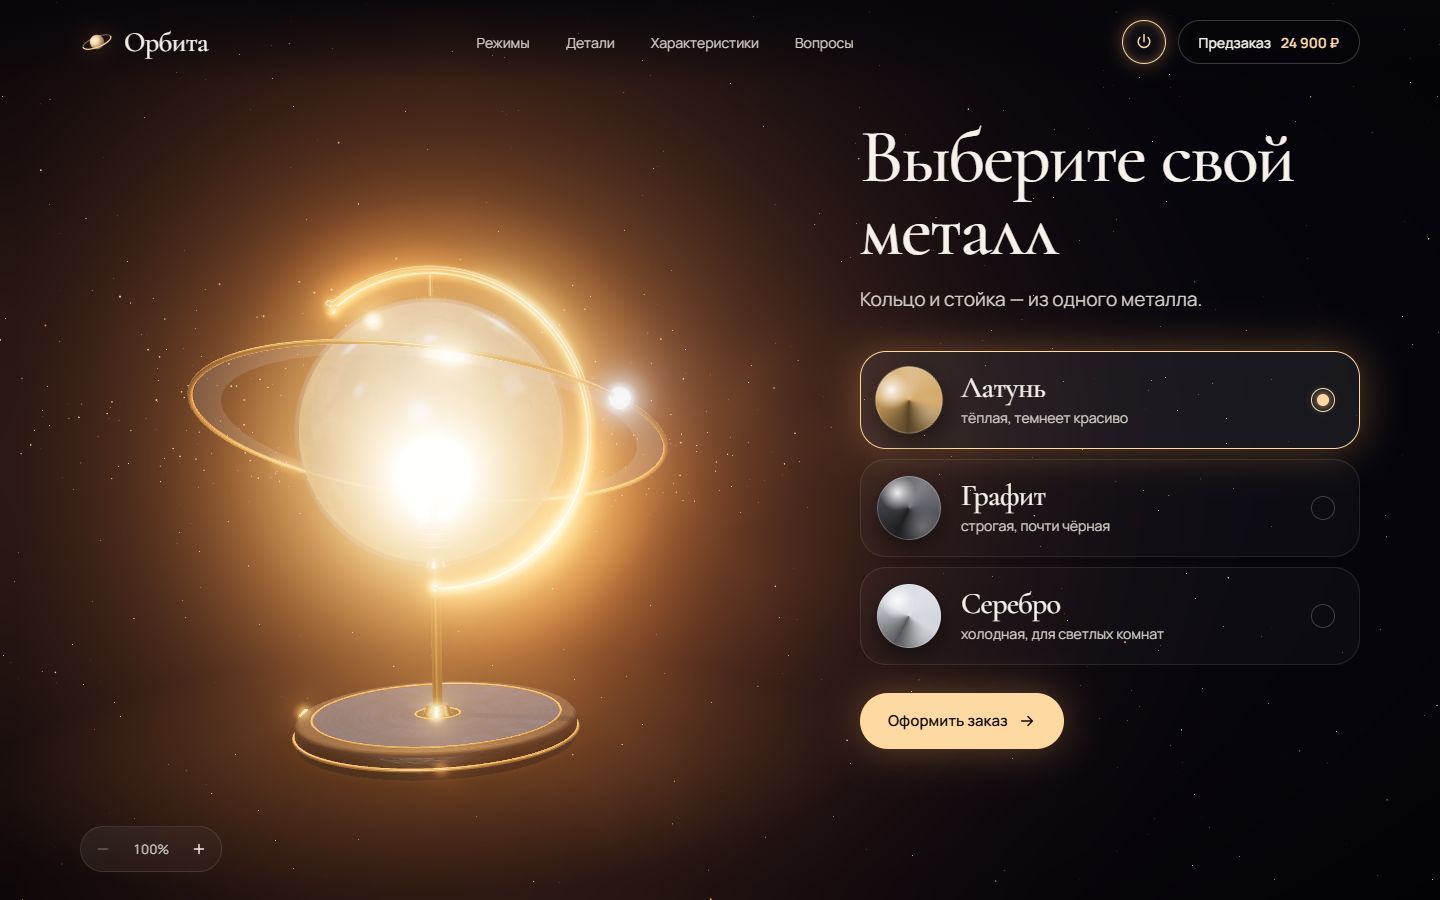 Орбита
Режимы
Детали
Характеристики
Вопросы
Предзаказ 24 900 ₽
Выберите свой
металл
Кольцо и стойка — из одного металла.
Латунь
тёплая, темнеет красиво
Графит
строгая, почти чёрная
Серебро
холодная, для светлых комнат
Оформить заказ →
− 100% +